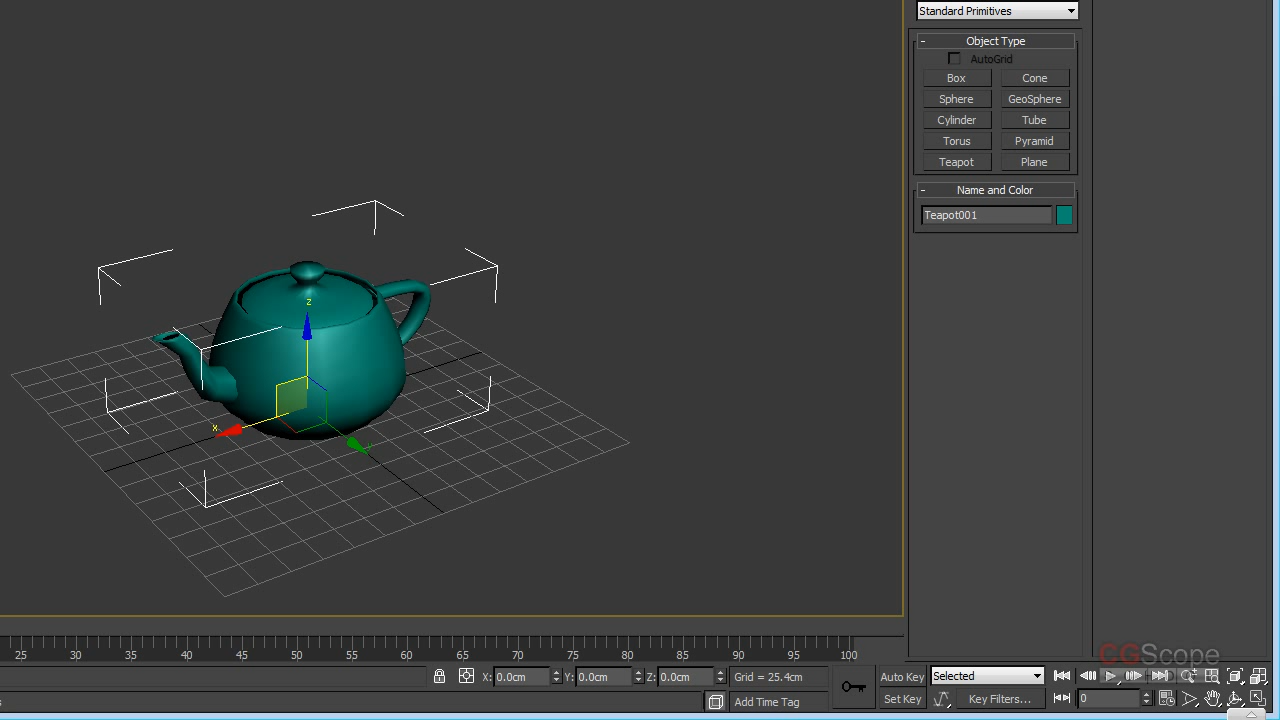 Standard Primitives
- Object Type
AutoGrid
Box Cone
Sphere GeoSphere
Cylinder Tube
Torus Pyramid
Teapot Plane
- Name and Color
Teapot001
z
x
y
25 30 35 40 45 50 55 60 65 70 75 80 85 90 95 100
CGScope
X: 0.0cm Y: 0.0cm Z: 0.0cm Grid = 25.4cm Auto Key Selected
s Add Time Tag Set Key Key Filters... 0